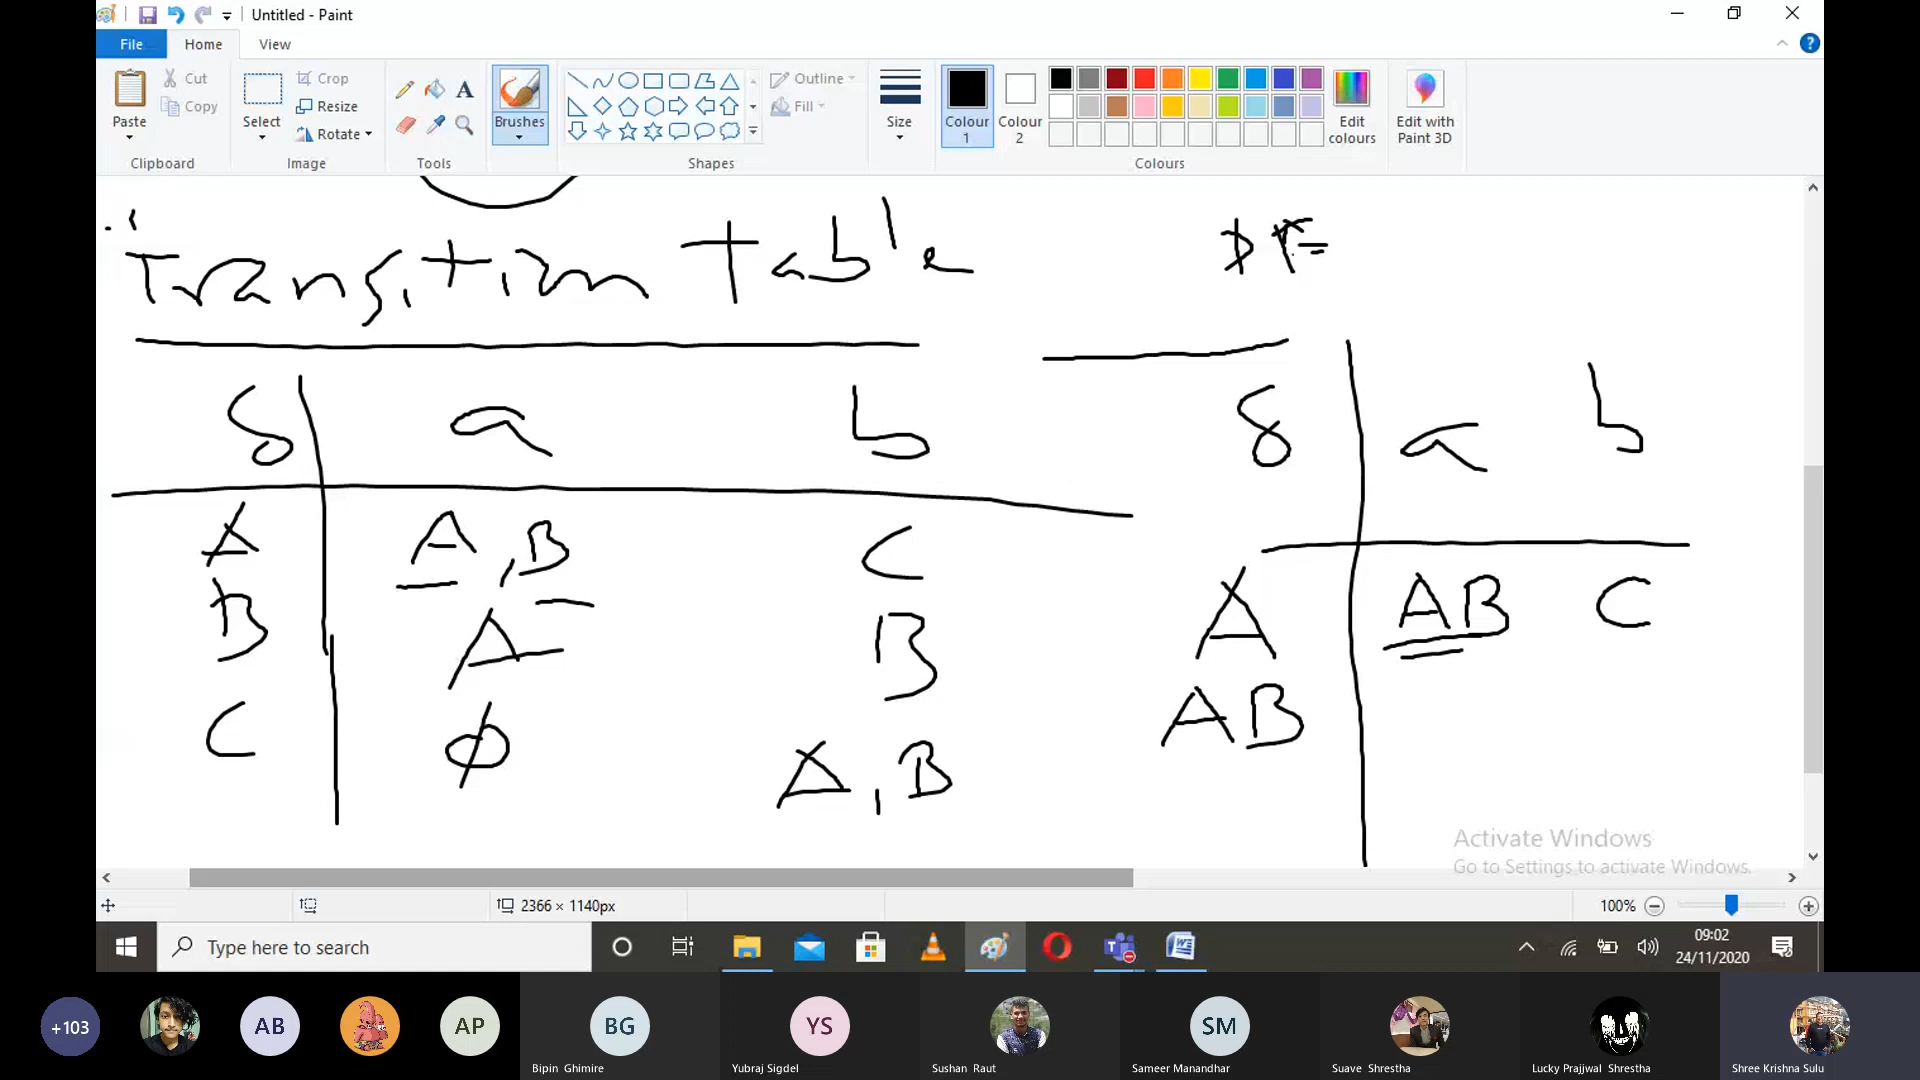 Untitled - Paint
File Home View
Cut
Copy
Paste
Clipboard
Select
Crop
Resize
Rotate
Image
A
Tools
Brushes
Shapes
Outline
Fill
Size
Colour 1
Colour 2
Colours
Edit colours
Edit with Paint 3D
Transition Table
δ a b
A A, B C
B A B
C ϕ A, B
δ a b
A AB C
AB
Activate Windows
Go to Settings to activate Windows.
2366 × 1140px
100%
Type here to search
09:02
24/11/2020
+103
AB
AP
BG
YS
SM
Bipin Ghimire
Yubraj Sigdel
Sushan Raut
Sameer Manandhar
Suave Shrestha
Lucky Prajjwal Shrestha
Shree Krishna Sulu